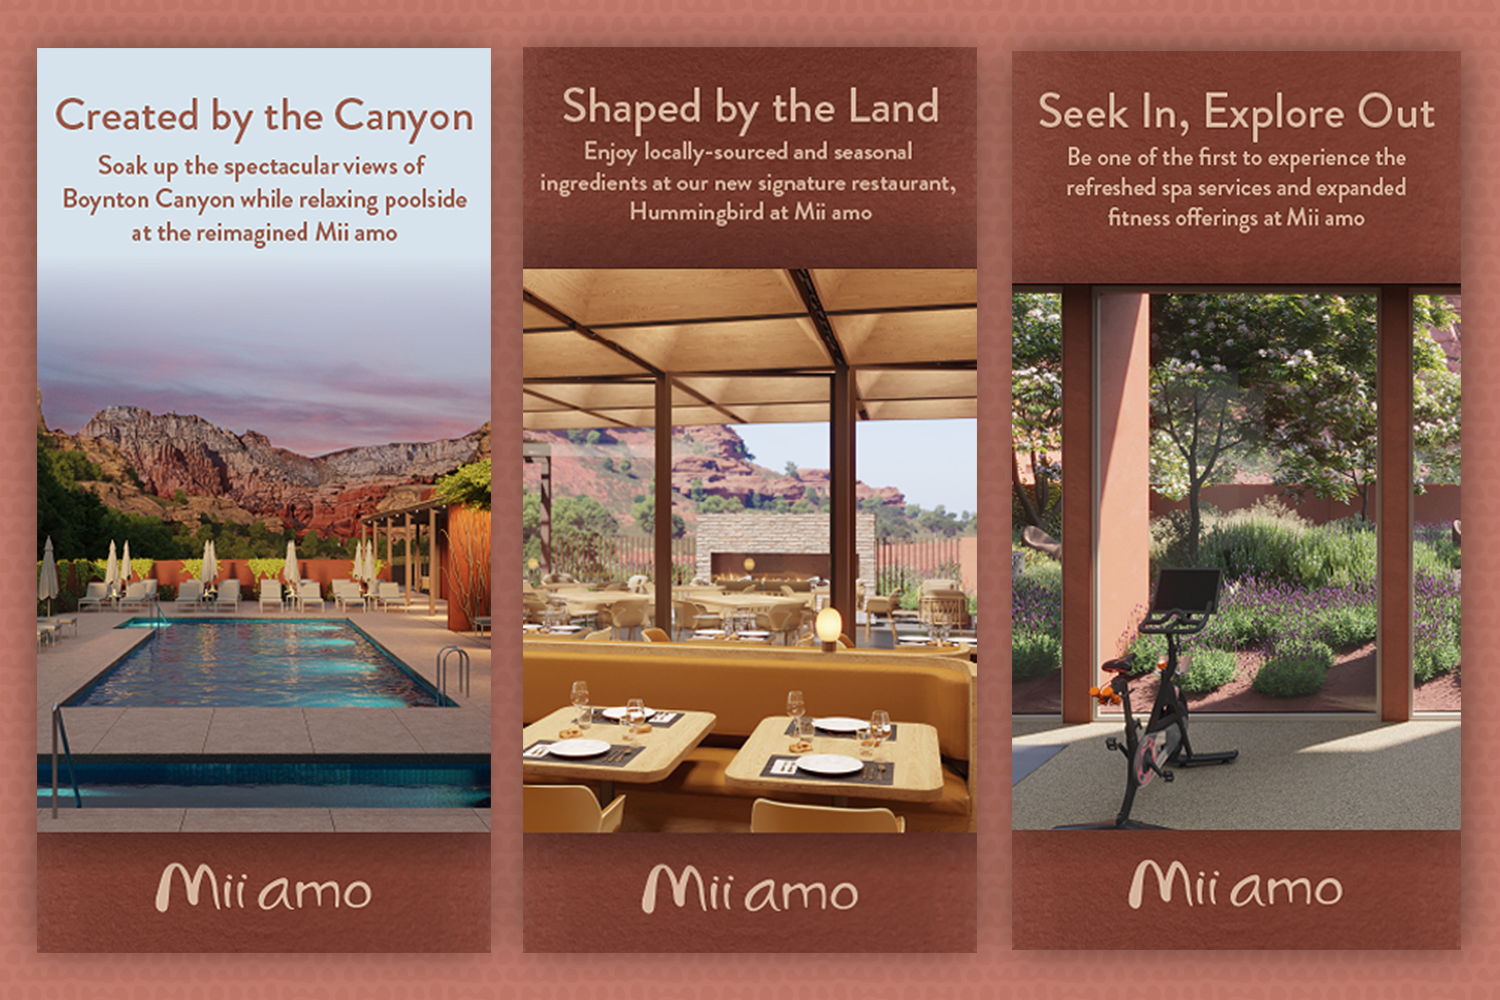 Created by the Canyon
Soak up the spectacular views of
Boynton Canyon while relaxing poolside
at the reimagined Mii amo
Mii amo
Shaped by the Land
Enjoy locally-sourced and seasonal
ingredients at our new signature restaurant,
Hummingbird at Mii amo
Mii amo
Seek In, Explore Out
Be one of the first to experience the
refreshed spa services and expanded
fitness offerings at Mii amo
Mii amo